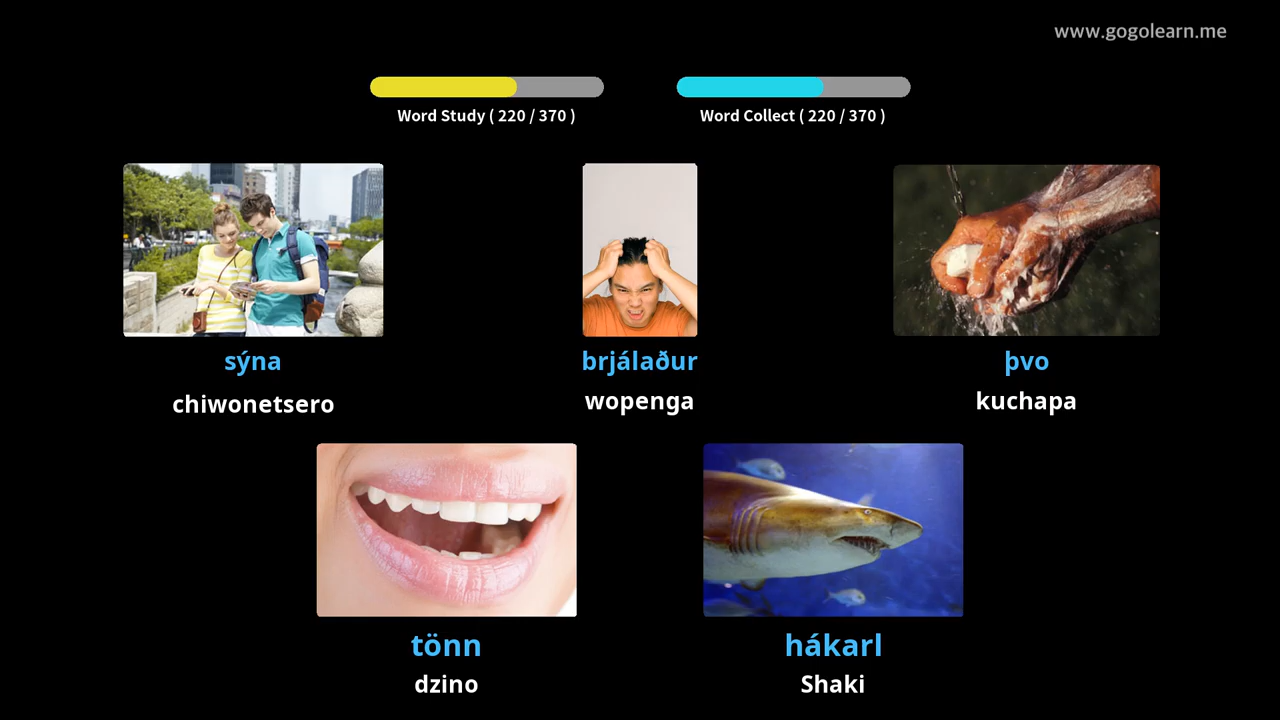 www.gogolearn.me
Word Study ( 220 / 370 )
Word Collect ( 220 / 370 )
sýna
chiwonetsero
brjálaður
wopenga
þvo
kuchapa
tönn
dzino
hákarl
Shaki